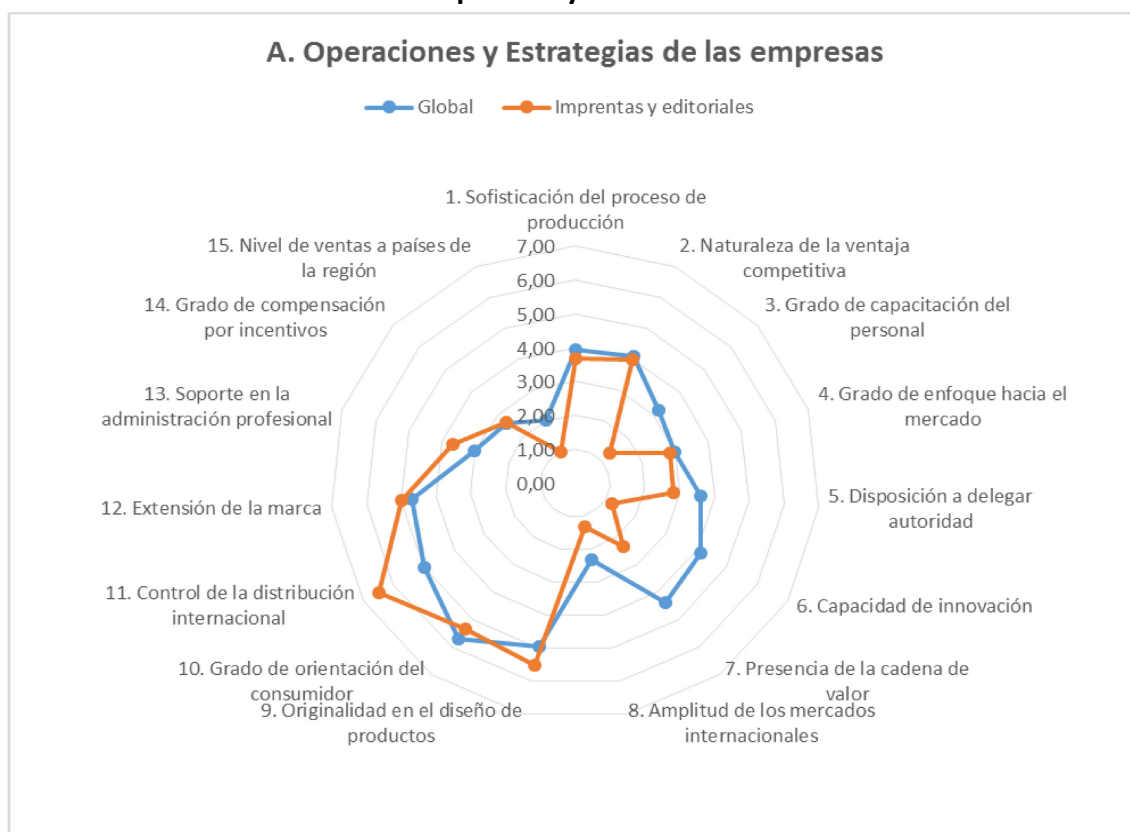 A. Operaciones y Estrategias de las empresas
Global
Imprentas y editoriales
1. Sofisticación del proceso de
producción
2. Naturaleza de la ventaja
competitiva
3. Grado de capacitación del
personal
4. Grado de enfoque hacia el
mercado
5. Disposición a delegar
autoridad
6. Capacidad de innovación
7. Presencia de la cadena de
valor
8. Amplitud de los mercados
internacionales
9. Originalidad en el diseño de
productos
10. Grado de orientación del
consumidor
11. Control de la distribución
internacional
12. Extensión de la marca
13. Soporte en la
administración profesional
14. Grado de compensación
por incentivos
15. Nivel de ventas a países de
la región
7,00
6,00
5,00
4,00
3,00
2,00
1,00
0,00